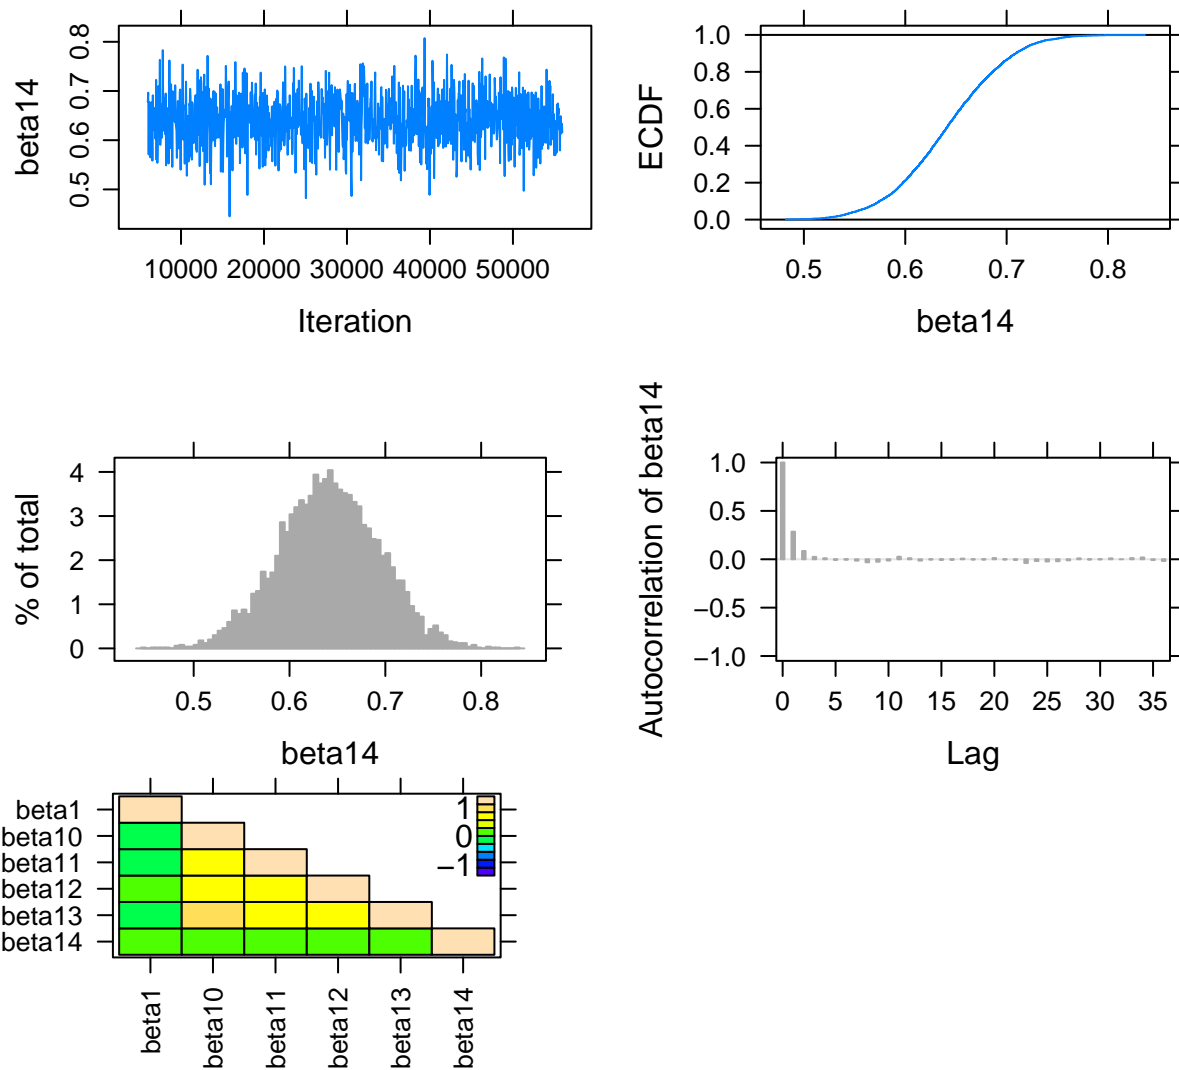 beta14
0.5 0.6 0.7 0.8
10000 20000 30000 40000 50000
Iteration
ECDF
1.0
0.8
0.6
0.4
0.2
0.0
0.5 0.6 0.7 0.8
beta14
% of total
4
3
2
1
0
0.5 0.6 0.7 0.8
beta14
Autocorrelation of beta14
1.0
0.5
0.0
−0.5
−1.0
0 5 10 15 20 25 30 35
Lag
beta1
beta10
beta11
beta12
beta13
beta14
1
0
−1
beta1 beta10 beta11 beta12 beta13 beta14